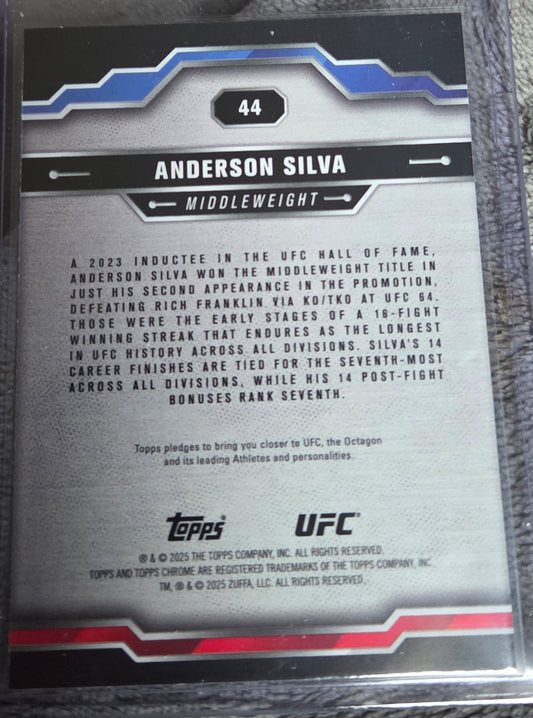 44
ANDERSON SILVA
MIDDLEWEIGHT
A 2023 INDUCTEE IN THE UFC HALL OF FAME,
ANDERSON SILVA WON THE MIDDLEWEIGHT TITLE IN
JUST HIS SECOND APPEARANCE IN THE PROMOTION,
DEFEATING RICH FRANKLIN VIA KO/TKO AT UFC 64.
THOSE WERE THE EARLY STAGES OF A 16-FIGHT
WINNING STREAK THAT ENDURES AS THE LONGEST
IN UFC HISTORY ACROSS ALL DIVISIONS. SILVA'S 14
CAREER FINISHES ARE TIED FOR THE SEVENTH-MOST
ACROSS ALL DIVISIONS, WHILE HIS 14 POST-FIGHT
BONUSES RANK SEVENTH.
Topps pledges to bring you closer to UFC, the Octagon
and its leading Athletes and personalities.
topps® UFC®
® & © 2025 THE TOPPS COMPANY, INC. ALL RIGHTS RESERVED.
TOPPS AND TOPPS CHROME ARE REGISTERED TRADEMARKS OF THE TOPPS COMPANY, INC.
TM, ® & © 2025 ZUFFA, LLC. ALL RIGHTS RESERVED.